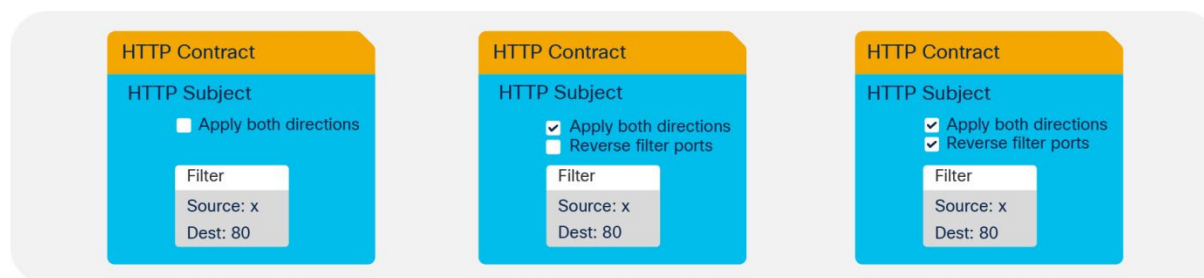 HTTP Contract
HTTP Subject
Apply both directions
Filter
Source: x
Dest: 80
HTTP Contract
HTTP Subject
Apply both directions
Reverse filter ports
Filter
Source: x
Dest: 80
HTTP Contract
HTTP Subject
Apply both directions
Reverse filter ports
Filter
Source: x
Dest: 80